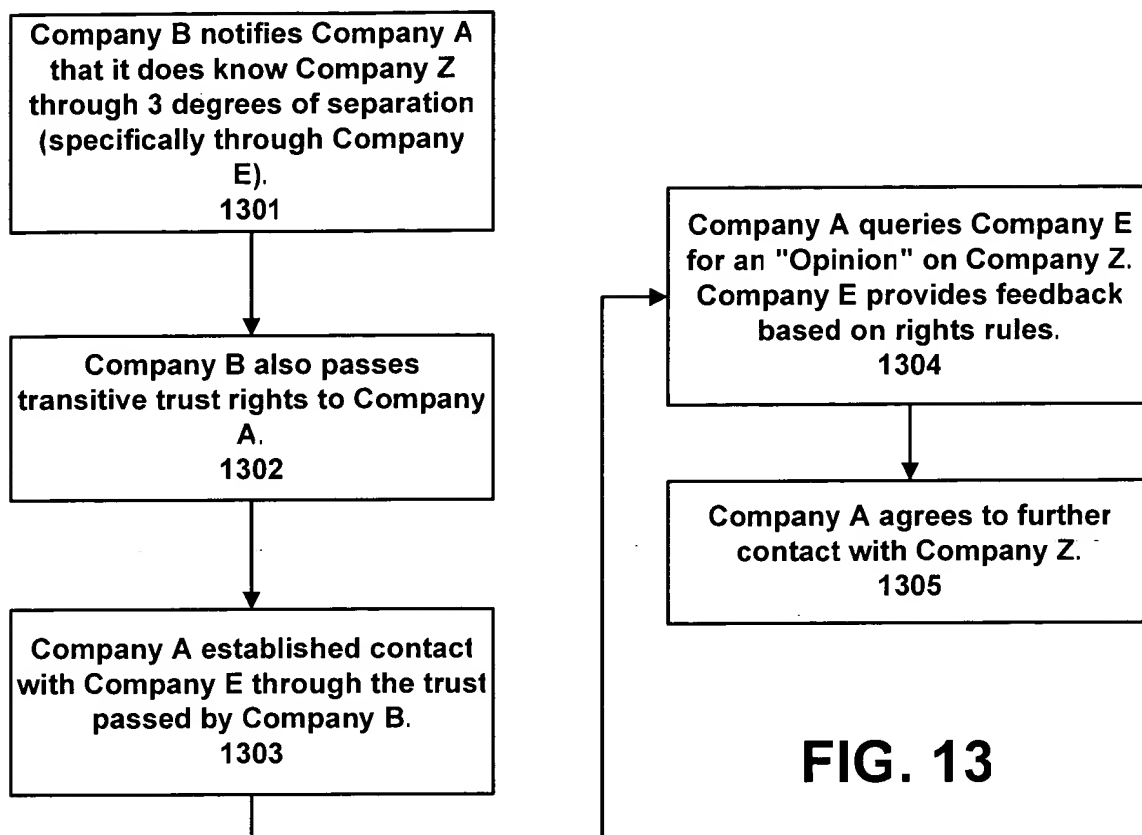 Company B notifies Company A
that it does know Company Z
through 3 degrees of separation
(specifically through Company
E).
1301
Company B also passes
transitive trust rights to Company
A.
1302
Company A established contact
with Company E through the trust
passed by Company B.
1303
Company A queries Company E
for an "Opinion" on Company Z.
Company E provides feedback
based on rights rules.
1304
Company A agrees to further
contact with Company Z.
1305
FIG. 13